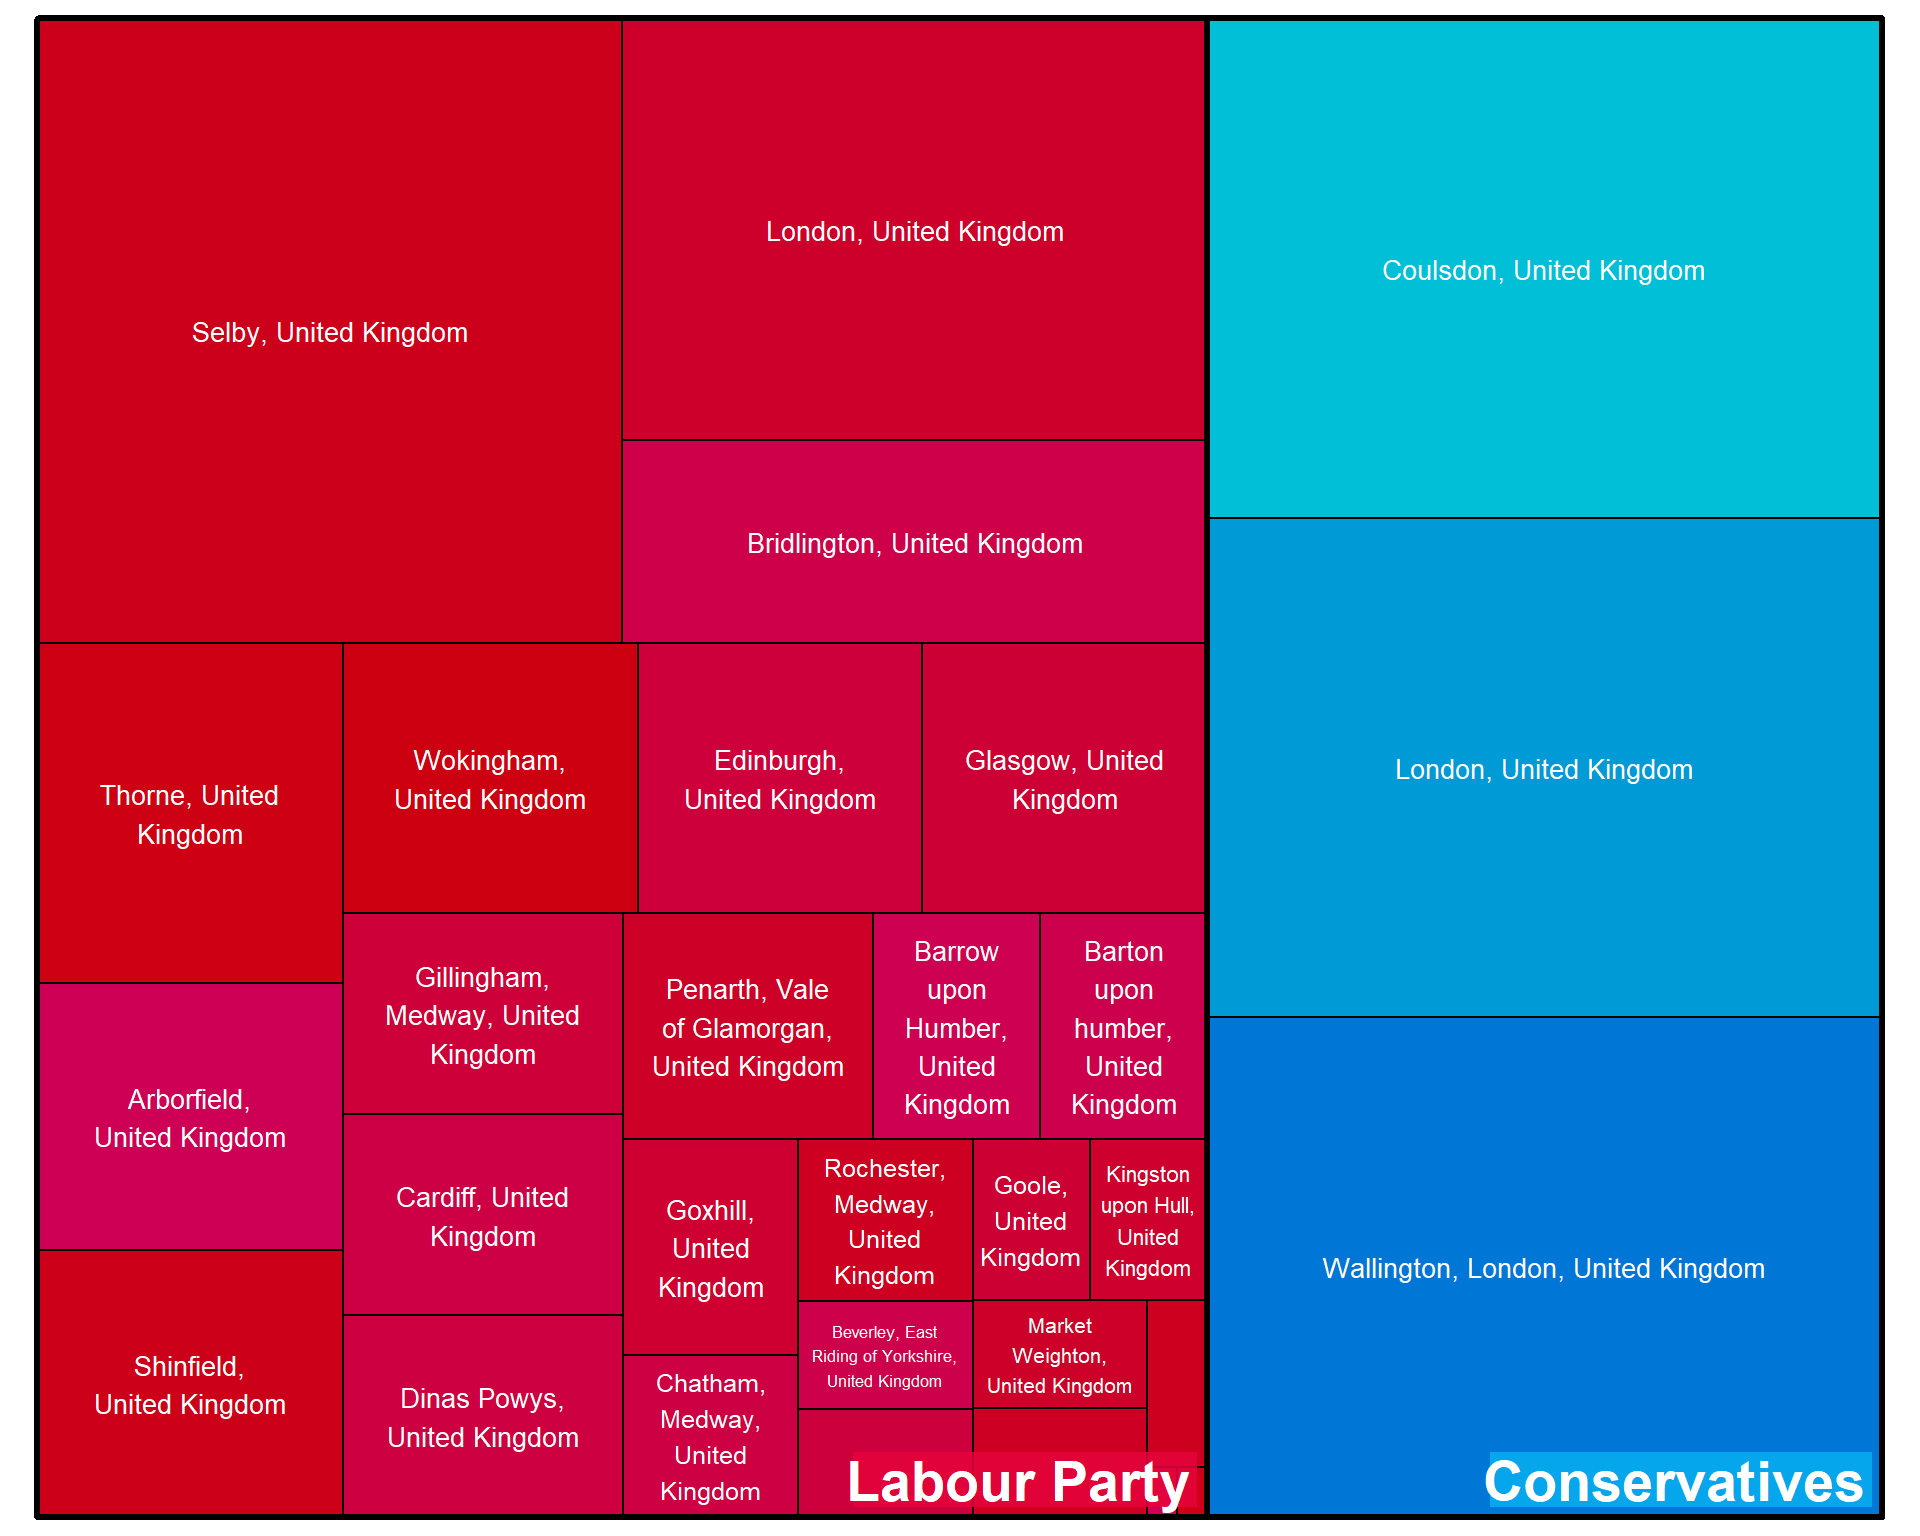 Selby, United Kingdom
London, United Kingdom
Bridlington, United Kingdom
Thorne, United
Kingdom
Wokingham,
United Kingdom
Edinburgh,
United Kingdom
Glasgow, United
Kingdom
Arborfield,
United Kingdom
Shinfield,
United Kingdom
Gillingham,
Medway, United
Kingdom
Cardiff, United
Kingdom
Dinas Powys,
United Kingdom
Penarth, Vale
of Glamorgan,
United Kingdom
Barrow
upon
Humber,
United
Kingdom
Barton
upon
humber,
United
Kingdom
Goxhill,
United
Kingdom
Chatham,
Medway,
United
Kingdom
Rochester,
Medway,
United
Kingdom
Goole,
United
Kingdom
Kingston
upon Hull,
United
Kingdom
Beverley, East
Riding of Yorkshire,
United Kingdom
Market
Weighton,
United Kingdom
Labour Party
Coulsdon, United Kingdom
London, United Kingdom
Wallington, London, United Kingdom
Conservatives